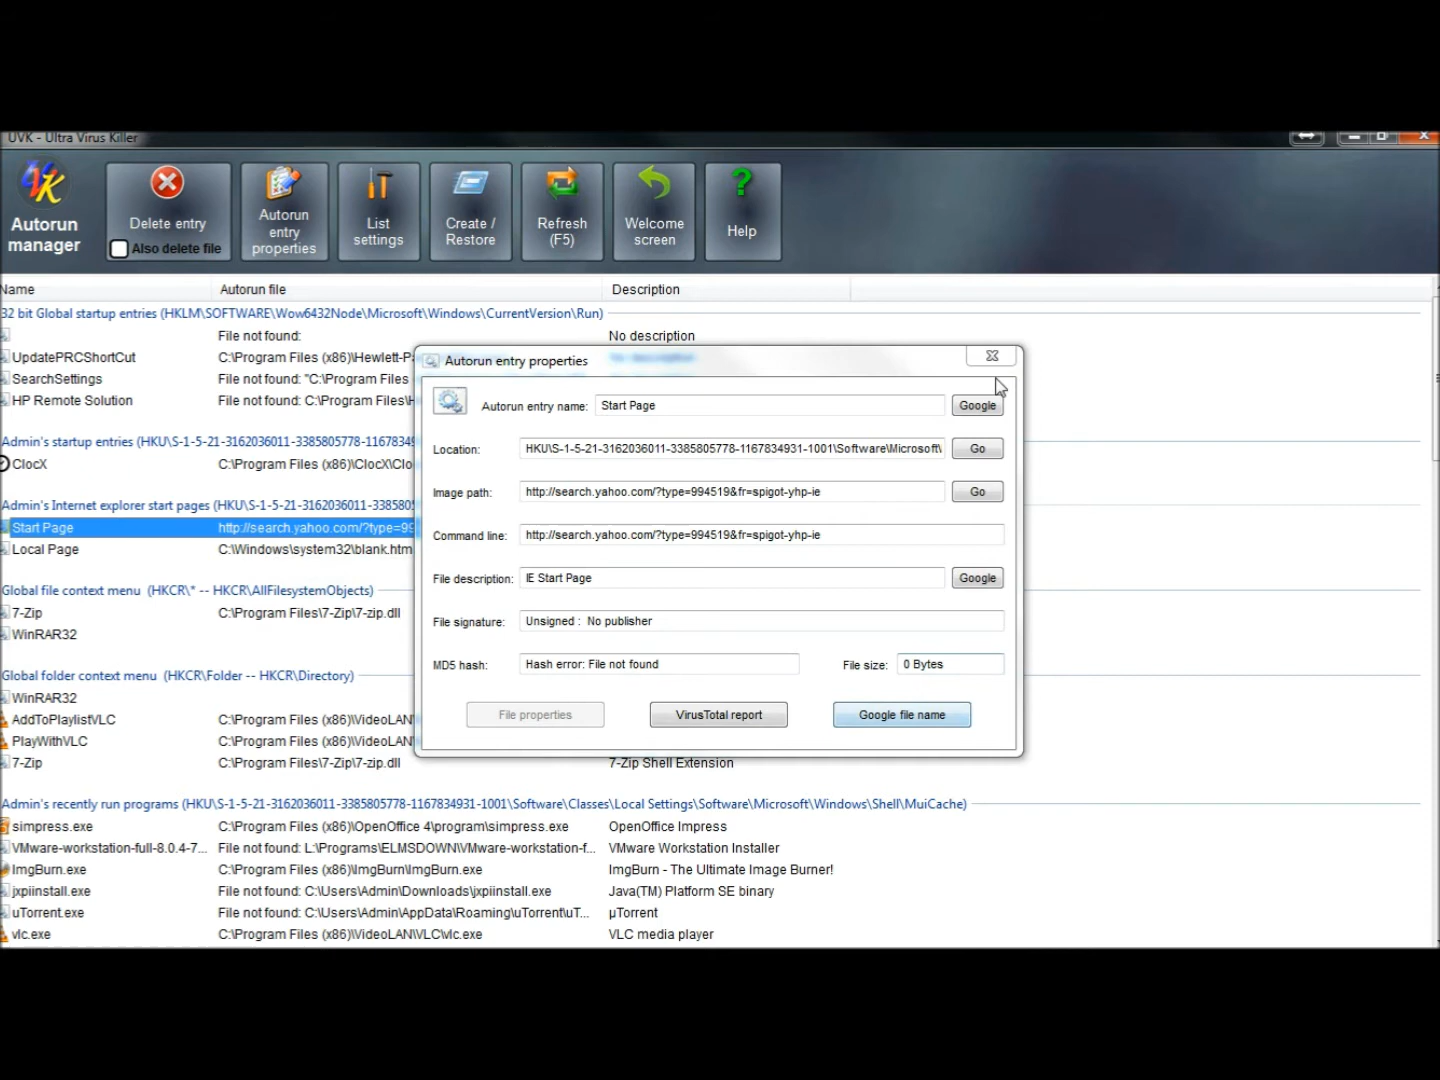 UVK - Ultra Virus Killer
Autorun manager
Delete entry
Also delete file
Autorun entry properties
List settings
Create / Restore
Refresh (F5)
Welcome screen
Help
Name Autorun file Description
32 bit Global startup entries (HKLM\SOFTWARE\Wow6432Node\Microsoft\Windows\CurrentVersion\Run)
File not found: No description
UpdatePRCShortCut C:\Program Files (x86)\Hewlett-Pa
SearchSettings File not found: "C:\Program Files
HP Remote Solution File not found: C:\Program Files\H
Admin's startup entries (HKU\S-1-5-21-3162036011-3385805778-11678349
ClocX C:\Program Files (x86)\ClocX\Clo
Admin's Internet explorer start pages (HKU\S-1-5-21-3162036011-338580
Start Page http://search.yahoo.com/?type=99
Local Page C:\Windows\system32\blank.htm
Global file context menu (HKCR\* -- HKCR\AllFilesystemObjects)
7-Zip C:\Program Files\7-Zip\7-zip.dll
WinRAR32
Global folder context menu (HKCR\Folder -- HKCR\Directory)
WinRAR32
AddToPlaylistVLC C:\Program Files (x86)\VideoLAN\
PlayWithVLC C:\Program Files (x86)\VideoLAN\
7-Zip C:\Program Files\7-Zip\7-zip.dll 7-Zip Shell Extension
Admin's recently run programs (HKU\S-1-5-21-3162036011-3385805778-1167834931-1001\Software\Classes\Local Settings\Software\Microsoft\Windows\Shell\MuiCache)
simpress.exe C:\Program Files (x86)\OpenOffice 4\program\simpress.exe OpenOffice Impress
VMware-workstation-full-8.0.4-7... File not found: L:\Programs\ELMSDOWN\VMware-workstation-f... VMware Workstation Installer
ImgBurn.exe C:\Program Files (x86)\ImgBurn\ImgBurn.exe ImgBurn - The Ultimate Image Burner!
jxpiinstall.exe File not found: C:\Users\Admin\Downloads\jxpiinstall.exe Java(TM) Platform SE binary
uTorrent.exe File not found: C:\Users\Admin\AppData\Roaming\uTorrent\uT... µTorrent
vlc.exe C:\Program Files (x86)\VideoLAN\VLC\vlc.exe VLC media player
Autorun entry properties
Autorun entry name: Start Page Google
Location: HKU\S-1-5-21-3162036011-3385805778-1167834931-1001\Software\Microsoft\ Go
Image path: http://search.yahoo.com/?type=994519&fr=spigot-yhp-ie Go
Command line: http://search.yahoo.com/?type=994519&fr=spigot-yhp-ie
File description: IE Start Page Google
File signature: Unsigned : No publisher
MD5 hash: Hash error: File not found File size: 0 Bytes
File properties VirusTotal report Google file name